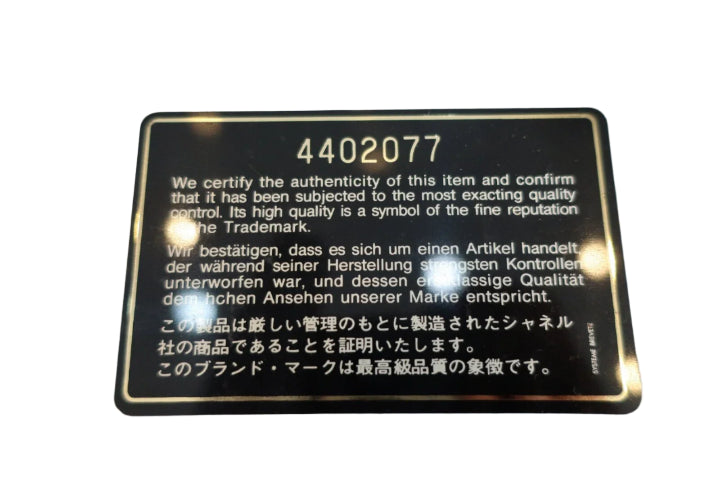 4402077
We certify the authenticity of this item and confirm
that it has been subjected to the most exacting quality
control. Its high quality is a symbol of the fine reputation
the Trademark.
Wir bestätigen, dass es sich um einen Artikel handelt,
der während seiner Herstellung strengsten Kontrollen
unterworfen war, und dessen erstklassige Qualität
dem hohen Ansehen unserer Marke entspricht.
この製品は厳しい管理のもとに製造されたシャネル
社の商品であることを証明いたします。
このブランド・マークは最高級品質の象徴です。
SYSTEME BREVETE